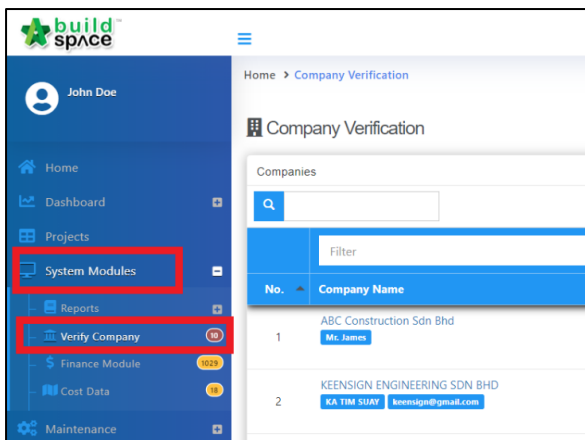 build
space
Home > Company Verification
John Doe
Company Verification
Home
Companies
Dashboard
Projects
Filter
System Modules
No. Company Name
Reports
ABC Construction Sdn Bhd
1
Mr. James
Verify Company 10
Finance Module 1029
KEENSIGN ENGINEERING SDN BHD
2
KA TIM SUAY keensign@gmail.com
Cost Data 18
Maintenance